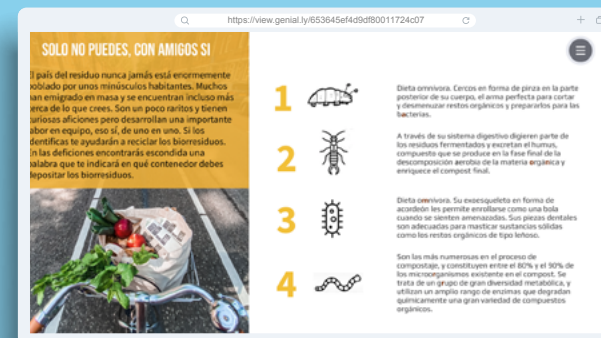 https://view.genial.ly/653645ef4d9df80011724c07
SOLO NO PUEDES, CON AMIGOS SI
El país del residuo nunca jamás está enormemente
poblado por unos minúsculos habitantes. Muchos
han emigrado en masa y se encuentran incluso más
cerca de lo que crees. Son un poco raritos y tienen
curiosas aficiones pero desarrollan una importante
labor en equipo, eso sí, de uno en uno. Si los
identificas te ayudarán a reciclar los biorresiduos.
En las deficiones encontrarás escondida una
palabra que te indicará en qué contenedor debes
depositar los biorresiduos.
1
Dieta omnívora. Cercos en forma de pinza en la parte
posterior de su cuerpo, el arma perfecta para cortar
y desmenuzar restos orgánicos y prepararlos para las
bacterias.
2
A través de su sistema digestivo digieren parte de
los residuos fermentados y excretan el humus,
compuesto que se produce en la fase final de la
descomposición aerobia de la materia orgánica y
enriquece el compost final.
3
Dieta omnívora. Su exoesqueleto en forma de
acordeón les permite enrollarse como una bola
cuando se sienten amenazadas. Sus piezas dentales
son adecuadas para masticar sustancias sólidas
como los restos orgánicos de tipo leñoso.
4
Son las más numerosas en el proceso de
compostaje, y constituyen entre el 80% y el 90% de
los microorganismos existente en el compost. Se
trata de un grupo de gran diversidad metabólica, y
utilizan un amplio rango de enzimas que degradan
químicamente una gran variedad de compuestos
orgánicos.